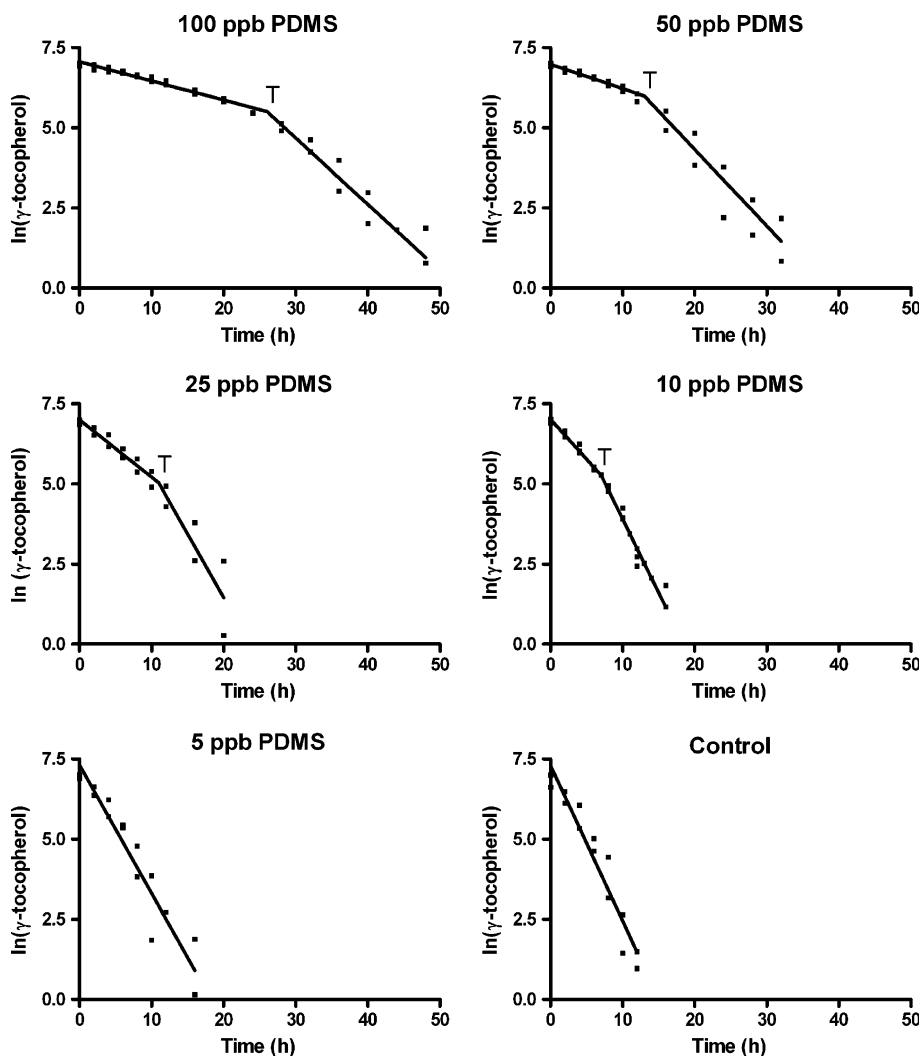 100 ppb PDMS
ln(γ-tocopherol)
7.5
5.0
2.5
0.0
0 10 20 30 40 50
Time (h)
T
50 ppb PDMS
ln(γ-tocopherol)
7.5
5.0
2.5
0.0
0 10 20 30 40 50
Time (h)
T
25 ppb PDMS
ln (γ-tocopherol)
7.5
5.0
2.5
0.0
0 10 20 30 40 50
Time (h)
T
10 ppb PDMS
ln(γ-tocopherol)
7.5
5.0
2.5
0.0
0 10 20 30 40 50
Time (h)
T
5 ppb PDMS
ln(γ-tocopherol)
7.5
5.0
2.5
0.0
0 10 20 30 40 50
Time (h)
Control
ln(γ-tocopherol)
7.5
5.0
2.5
0.0
0 10 20 30 40 50
Time (h)